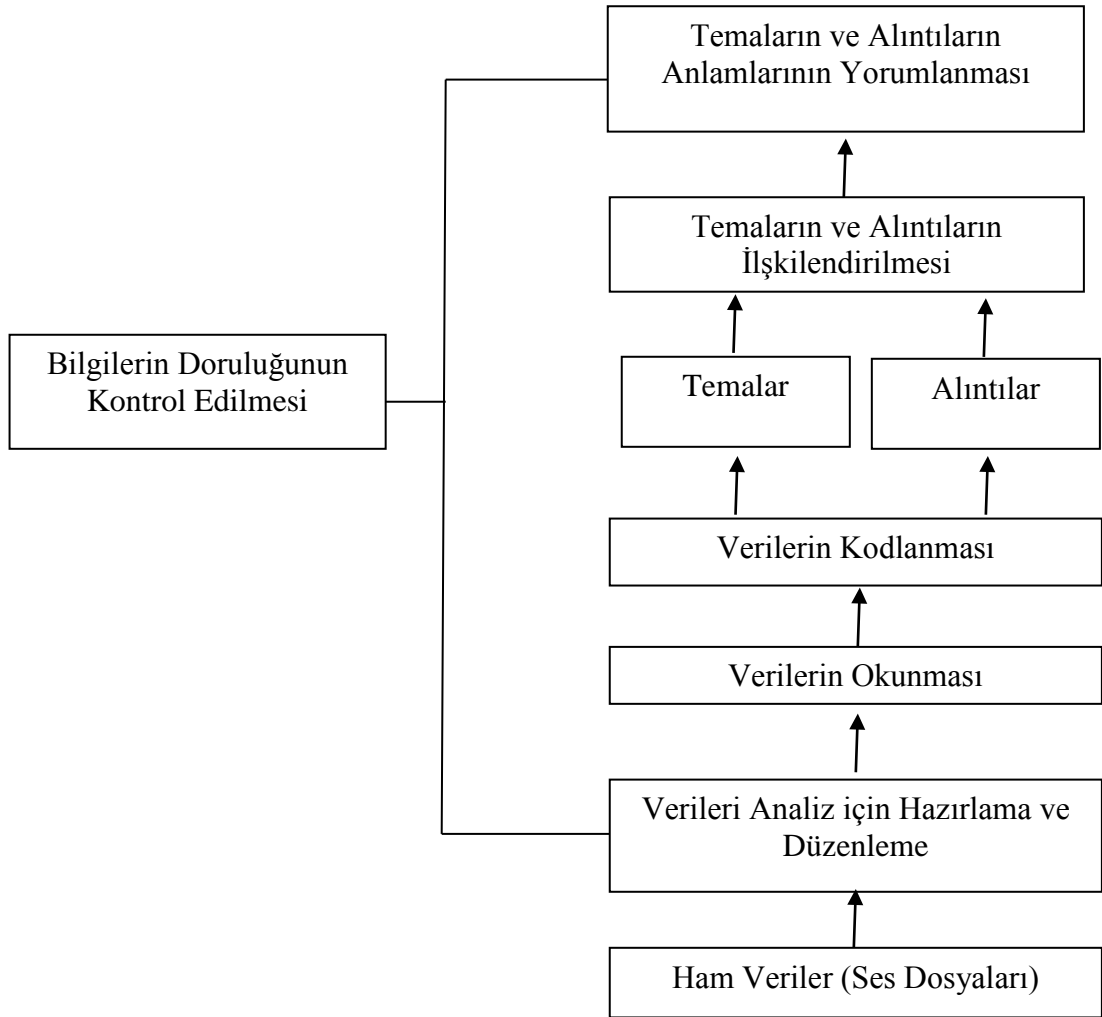 Temaların ve Alıntıların
Anlamlarının Yorumlanması
Temaların ve Alıntıların
İlşkilendirilmesi
Bilgilerin Doruluğunun
Kontrol Edilmesi
Temalar
Alıntılar
Verilerin Kodlanması
Verilerin Okunması
Verileri Analiz için Hazırlama ve
Düzenleme
Ham Veriler (Ses Dosyaları)